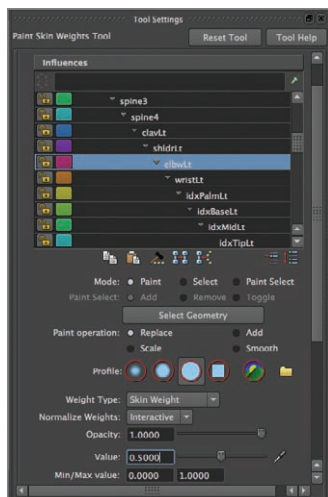 Tool Settings
Paint Skin Weights Tool
Reset Tool
Tool Help
Influences
spine3
spine4
clavLt
shldrLt
elbwLt
wristLt
idxPalmLt
idxBaseLt
idxMidLt
idxTipLt
Mode: Paint Select Paint Select
Paint Select: Add Remove Toggle
Select Geometry
Paint operation: Replace Add
Scale Smooth
Profile:
Weight Type: Skin Weight
Normalize Weights: Interactive
Opacity: 1.0000
Value: 0.5000
Min/Max value: 0.0000 1.0000